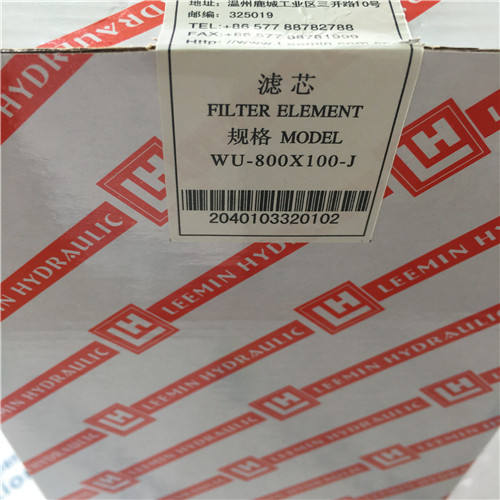 地址: 温州鹿城工业区三开路10号
邮编: 325019
TEL:+86 577 88782788
滤芯
FILTER ELEMENT
规格 MODEL
WU-800X100-J
2040103320102
HYDRAULIC
LEEMIN HYDRAULIC
LEEMIN HYDRAULIC
LEEMIN HYDRAULIC